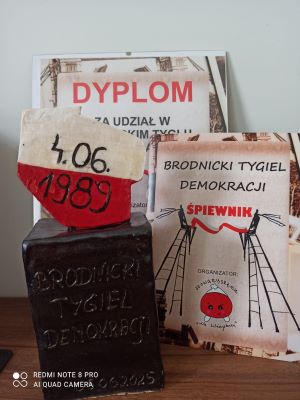 DYPLOM
ZA UDZIAŁ W
4.06.
1989
BRODNICKI
TYGIEL
DEMOKRACJI
BRODNICKI TYGIEL
DEMOKRACJI
ŚPIEWNIK
ORGANIZATOR:
REDMI NOTE 8 PRO
AI QUAD CAMERA